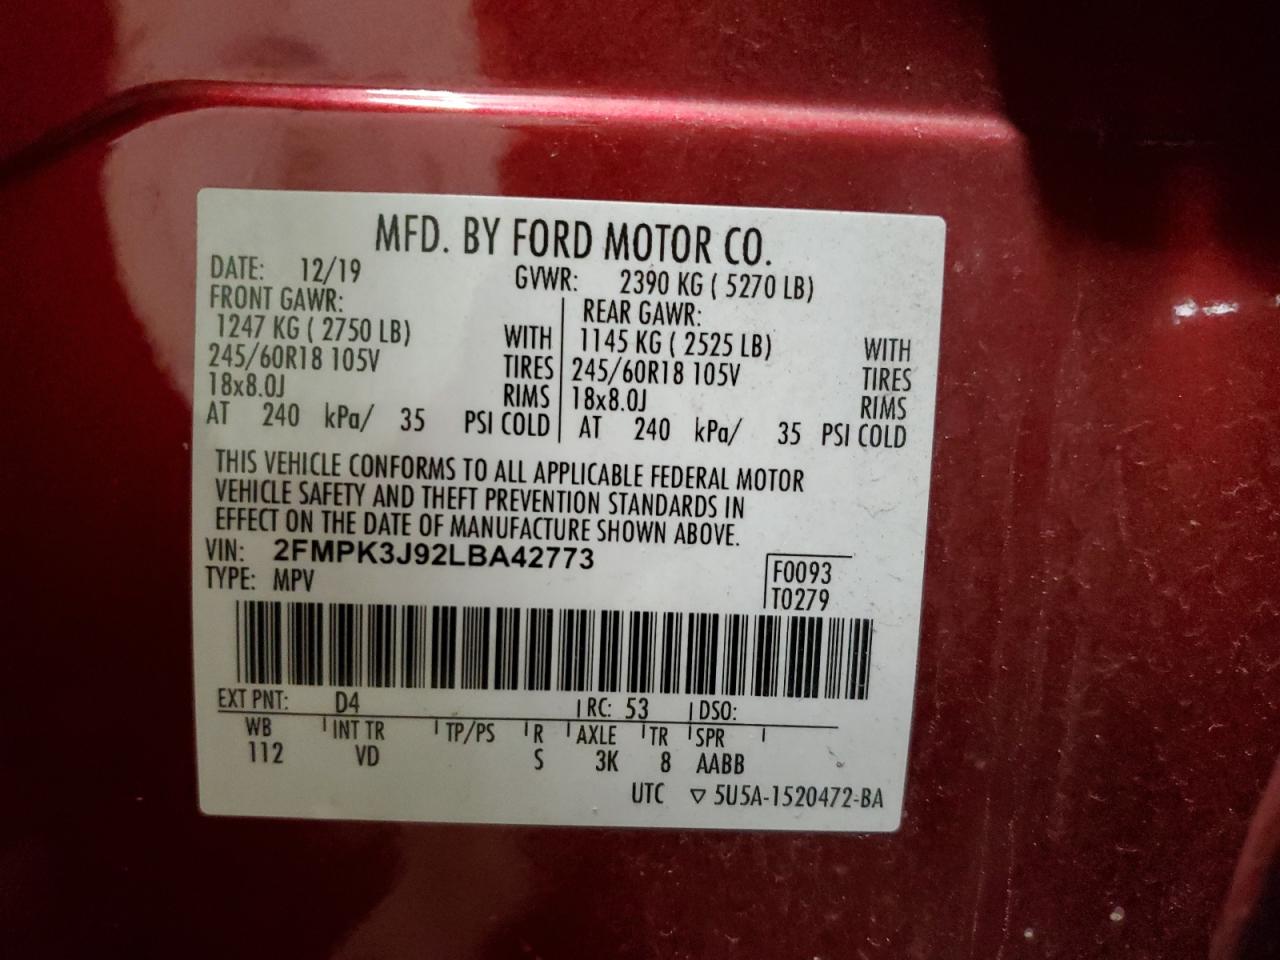 MFD. BY FORD MOTOR CO.
DATE: 12/19 GVWR: 2390 KG ( 5270 LB)
FRONT GAWR: REAR GAWR:
1247 KG ( 2750 LB) WITH 1145 KG ( 2525 LB) WITH
245/60R18 105V TIRES 245/60R18 105V TIRES
18x8.0J RIMS 18x8.0J RIMS
AT 240 kPa/ 35 PSI COLD AT 240 kPa/ 35 PSI COLD
THIS VEHICLE CONFORMS TO ALL APPLICABLE FEDERAL MOTOR
VEHICLE SAFETY AND THEFT PREVENTION STANDARDS IN
EFFECT ON THE DATE OF MANUFACTURE SHOWN ABOVE.
VIN: 2FMPK3J92LBA42773
TYPE: MPV
F0093
T0279
EXT PNT: D4 RC: 53 DSO:
WB INT TR TP/PS R AXLE TR SPR
112 VD S 3K 8 AABB
UTC ▽ 5U5A-1520472-BA